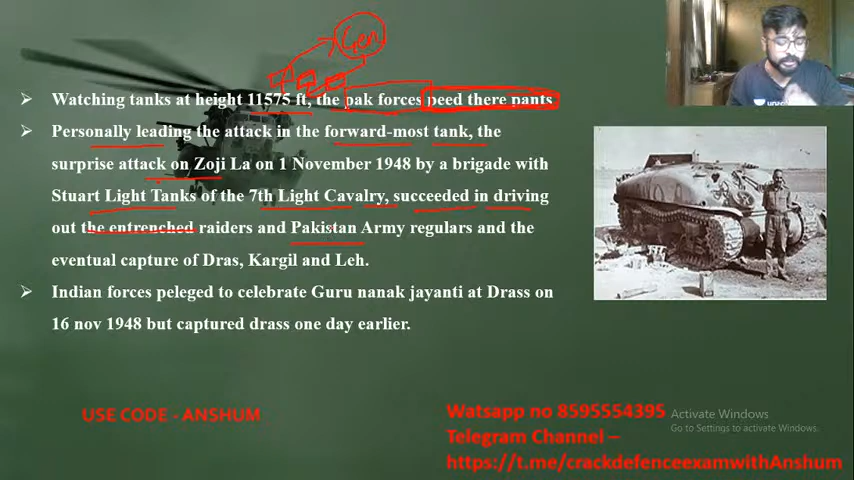 Gen
Watching tanks at height 11575 ft, the pak forces peed there pants
Personally leading the attack in the forward-most tank, the
surprise attack on Zoji La on 1 November 1948 by a brigade with
Stuart Light Tanks of the 7th Light Cavalry, succeeded in driving
out the entrenched raiders and Pakistan Army regulars and the
eventual capture of Dras, Kargil and Leh.
Indian forces peleged to celebrate Guru nanak jayanti at Drass on
16 nov 1948 but captured drass one day earlier.
USE CODE - ANSHUM
Watsapp no 8595554395
Telegram Channel –
https://t.me/crackdefenceexamwithAnshum
Activate Windows
Go to Settings to activate Windows.